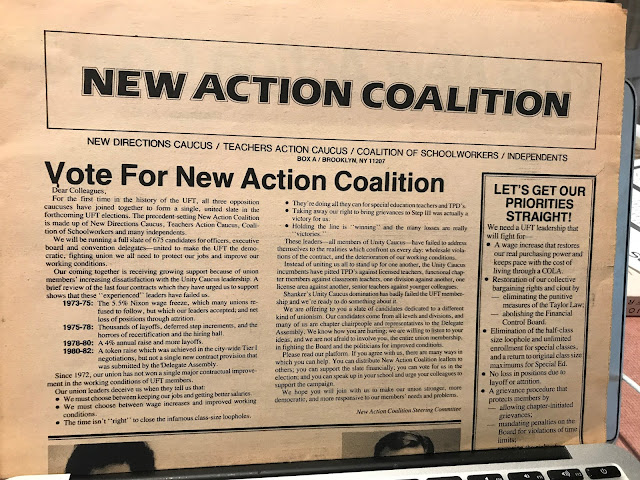 NEW ACTION COALITION
NEW DIRECTIONS CAUCUS / TEACHERS ACTION CAUCUS / COALITION OF SCHOOLWORKERS / INDEPENDENTS
BOX A / BROOKLYN, NY 11207
Vote For New Action Coalition
Dear Colleagues,
For the first time in the history of the UFT, all three opposition
caucuses have joined together to form a single, united slate in the
forthcoming UFT elections. The precedent-setting New Action Coalition
is made up of New Directions Caucus, Teachers Action Caucus, Coali-
tion of Schoolworkers and many independents.
We will be running a full slate of 675 candidates for officers, executive
board and convention delegates—united to make the UFT the demo-
cratic, fighting union we all need to protect our jobs and improve our
working conditions.
Our coming together is receiving growing support because of union
members' increasing dissatisfaction with the Unity Caucus leadership. A
brief review of the last four contracts which they have urged us to support
shows that these "experienced" leaders have failed us.
1973-75: The 5.5% Nixon wage freeze, which many unions re-
fused to follow, but which our leaders accepted; and net
loss of positions through attrition.
1975-78: Thousands of layoffs, deferred step increments, and the
horrors of recertification and the hiring hall.
1978-80: A 4% annual raise and more layoffs.
1980-82: A token raise which was achieved in the city-wide Tier I
negotiations, but not a single new contract provision that
was submitted by the Delegate Assembly.
Since 1972, our union has not won a single major contractual improve-
ment in the working conditions of UFT members.
Our union leaders deceive us when they tell us that:
• We must choose between keeping our jobs and getting better salaries.
• We must choose between wage increases and improved working
conditions.
• The time isn't "right" to close the infamous class-size loopholes.
• They're doing all they can for special education teachers and TPD's.
• Taking away our right to bring grievances to Step III was actually a
victory for us.
• Holding the line is "winning" and the many losses are really
"victories."
These leaders—all members of Unity Caucus—have failed to address
themselves to the realities which confront us every day: wholesale viola-
tions of the contract, and the deterioration of our working conditions.
Instead of uniting us all to stand up for one another, the Unity Caucus
incumbents have pitted TPD's against licensed teachers, functional chap-
ter members against classroom teachers, one division against another, one
license area against another, senior teachers against younger colleagues.
Shanker's Unity Caucus domination has badly failed the UFT member-
ship and we're ready to do something about it.
We are offering to you a slate of candidates dedicated to a different
kind of unionism. Our candidates come from all levels and divisions, and
many of us are chapter chairpeople and representatives to the Delegate
Assembly. We know how you are hurting; we are willing to listen to your
ideas, and we are not afraid to involve you, the entire union membership,
in fighting the Board and the politicians for improved conditions.
Please read our platform. If you agree with us, there are many ways in
which you can help. You can distribute New Action Coalition leaflets to
others; you can support the slate financially, you can vote for us in the
election; and you can speak up in your school and urge your colleagues to
support the campaign.
We hope you will join with us to make our union stronger, more
democratic, and more responsive to our members' needs and problems.
New Action Coalition Steering Committee
LET'S GET OUR
PRIORITIES
STRAIGHT!
We need a UFT leadership that
will fight for—
• A wage increase that restores
our real purchasing power and
keeps pace with the cost of
living through a COLA.
• Restoration of our collective
bargaining rights and clout by
— eliminating the punitive
measures of the Taylor Law;
— abolishing the Financial
Control Board.
• Elimination of the half-class
size loophole and unlimited
enrollment for special classes,
and a return to original class size
maximums for Special Ed.
• No loss in positions due to
layoff or attrition.
• A grievance procedure that
protects members by
— allowing chapter-initiated
grievances;
— mandating penalties on the
Board for violations of time
limits;